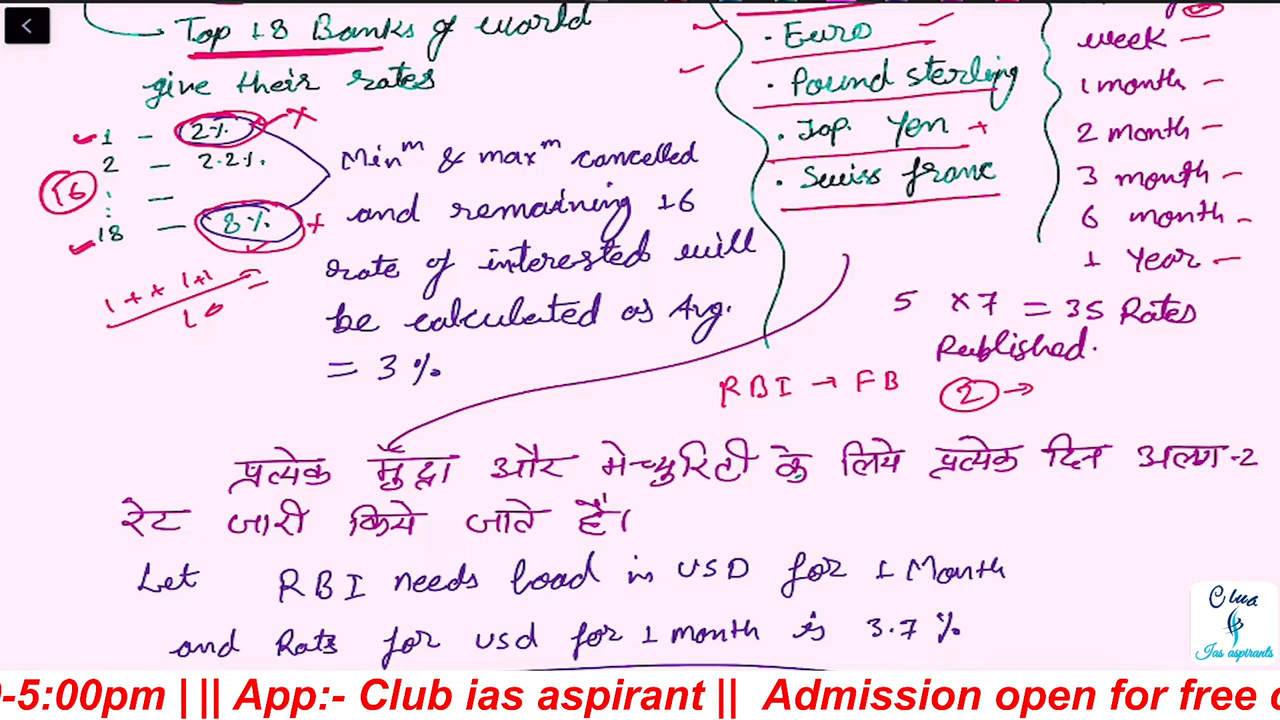 Top 18 Banks of world
give their rates
1 - 2%
2 - 2.2%.
16
18 - 8%
Min^m & max^m cancelled
and remaining 16
rate of interested will
be calculated as Avg.
= 3%
· Euro
· Pound sterling
· Jap. Yen
· Swiss franc
week -
1 month -
2 month -
3 month -
6 month -
1 Year -
5 x7 = 35 Rates
Published.
RBI → FB 2 →
प्रत्येक मुद्रा और मेच्युरिटी के लिये प्रत्येक दिन अलग-2
रेट जारी किये जाते हैं।
Let RBI needs load in USD for 1 Month
and Rate for usd for 1 month is 3.7%
Club
Ias aspirants
-5:00pm | || App:- Club ias aspirant || Admission open for free